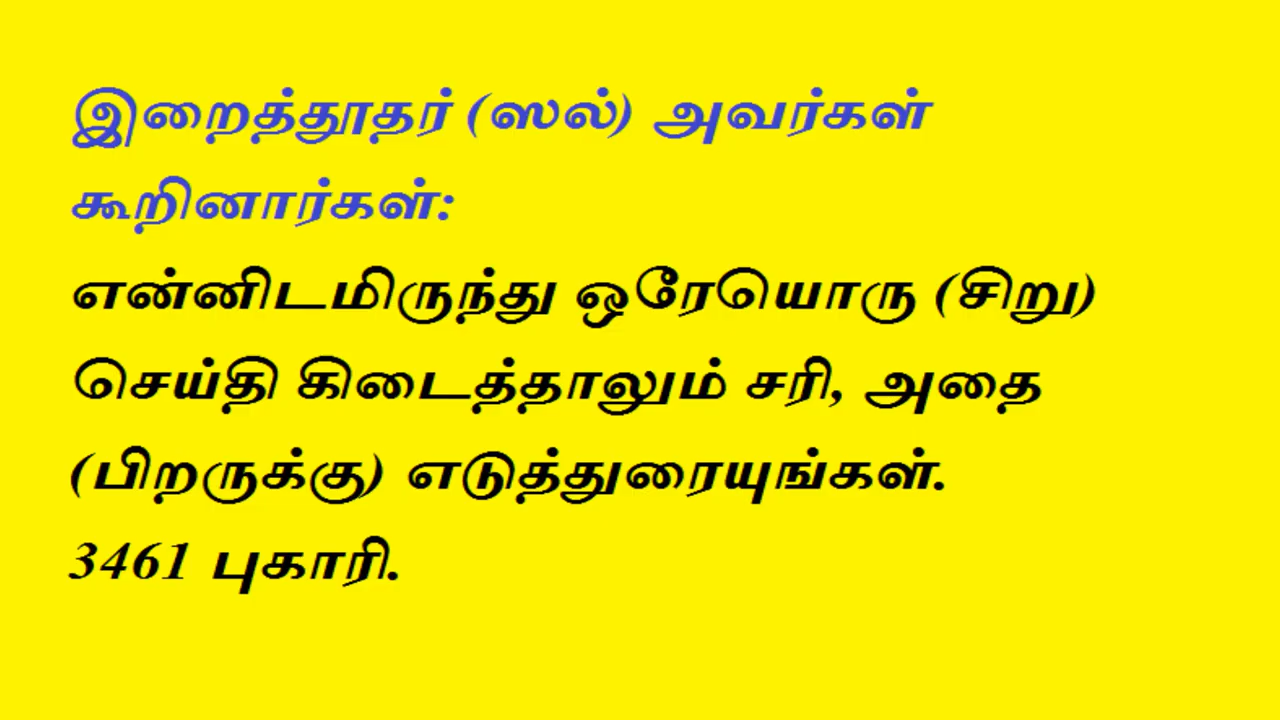 இறைத்தூதர் (ஸல்) அவர்கள்
கூறினார்கள்:
என்னிடமிருந்து ஒரேயொரு (சிறு)
செய்தி கிடைத்தாலும் சரி, அதை
(பிறருக்கு) எடுத்துரையுங்கள்.
3461 புகாரி.